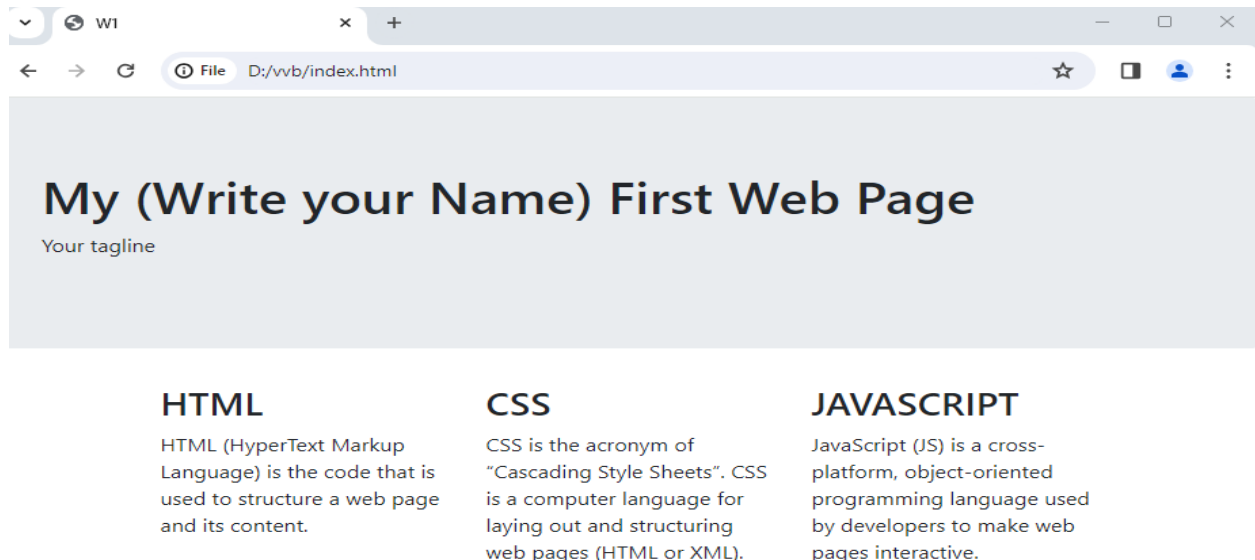 W1
File D:/vvb/index.html
My (Write your Name) First Web Page
Your tagline
HTML
HTML (HyperText Markup
Language) is the code that is
used to structure a web page
and its content.
CSS
CSS is the acronym of
“Cascading Style Sheets”. CSS
is a computer language for
laying out and structuring
web pages (HTML or XML).
JAVASCRIPT
JavaScript (JS) is a cross-
platform, object-oriented
programming language used
by developers to make web
pages interactive.